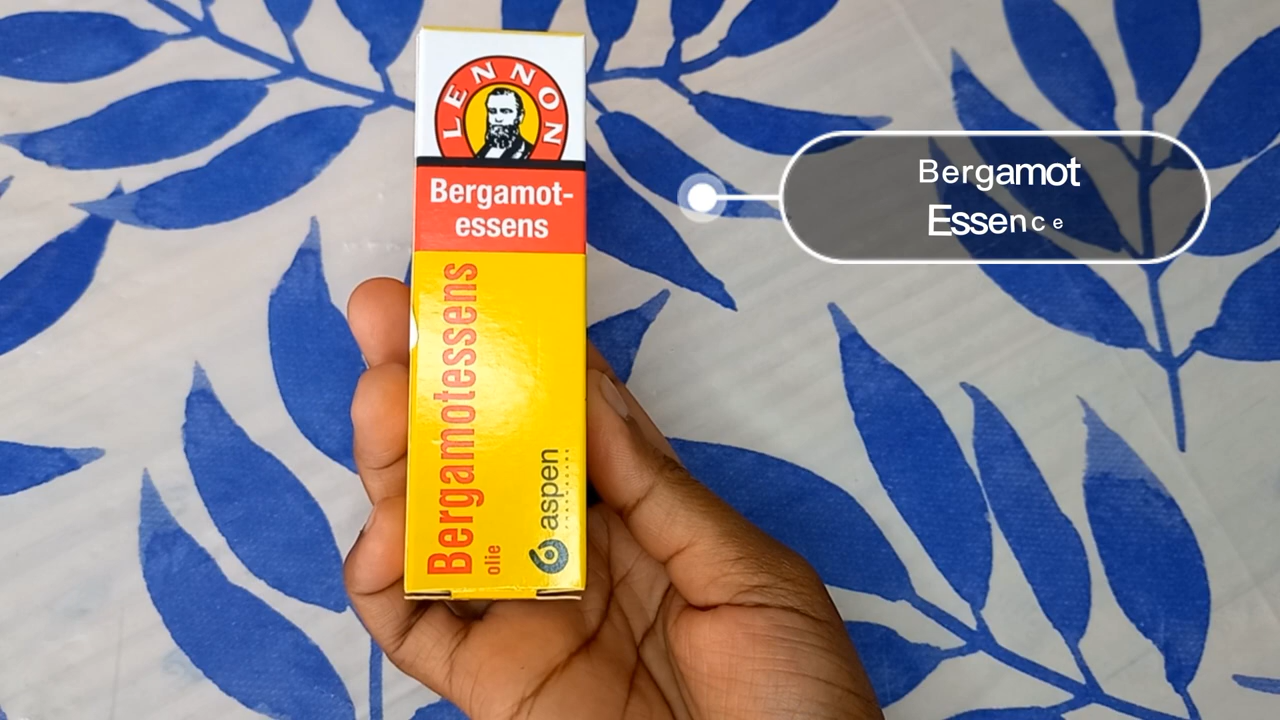 LENNON
Bergamot-
essens
Bergamotessens
olie
aspen
Bergamot
Essence